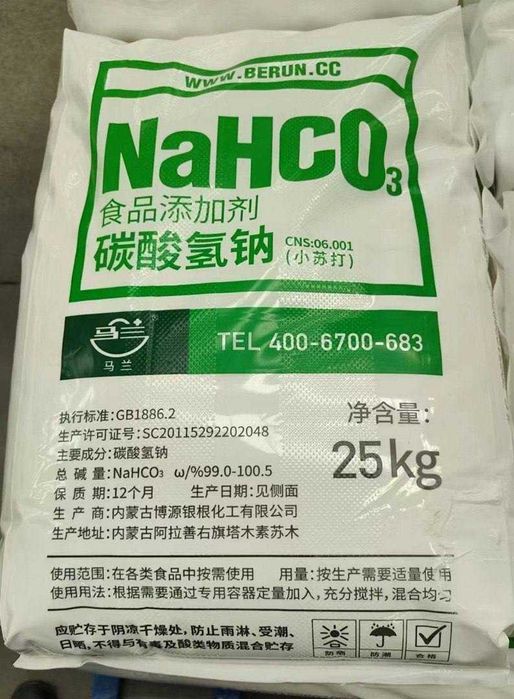 WWW.BERUN.CC
NaHCO₃
食品添加剂
碳酸氢钠 CNS:06.001
(小苏打)
马兰
马兰
TEL 400-6700-683
执行标准:GB1886.2
生产许可证号:SC20115292202048
主要成分:碳酸氢钠
总碱量:NaHCO₃ ω/%99.0-100.5
保质期:12个月 生产日期:见侧面
生产商:内蒙古博源银根化工有限公司
生产地址:内蒙古阿拉善右旗塔木素苏木
净含量:
25kg
使用范围:在各类食品中按需使用 用量:按生产需要适量使用
使用用法:根据需要通过专用容器定量加入,充分搅拌,混合均匀
应贮存于阴凉干燥处,防止雨淋、受潮、
日晒,不得与有毒及酸类物质混合贮存
防晒
防潮
合格